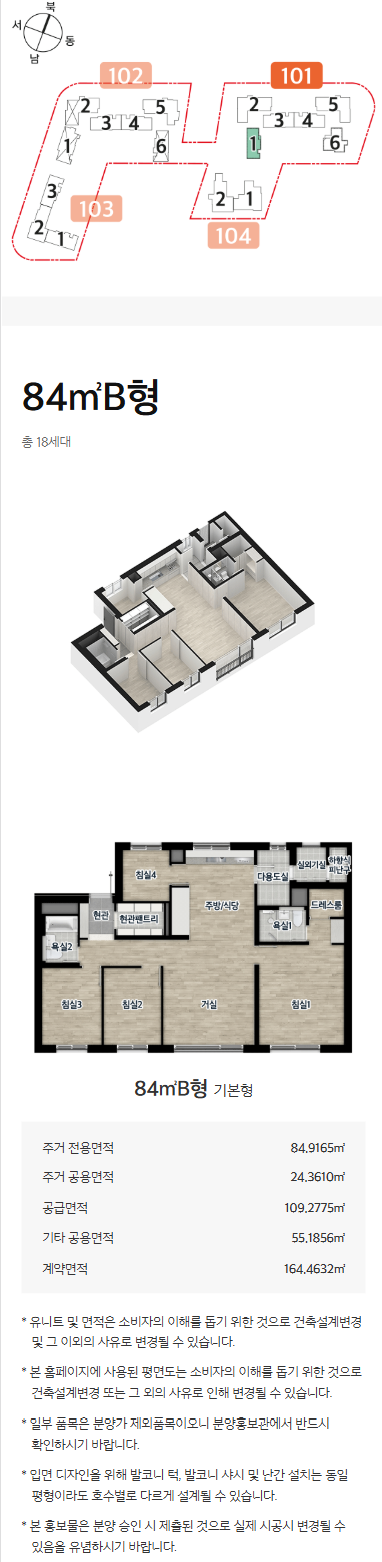 북
서
동
남
102
101
2
5
2
5
3
4
3
4
1
6
1
6
3
103
2
1
2
1
104
84㎡B형
총 18세대
침실4
주방/식당
다용도실
실외기실
하향식
피난구
현관
현관팬트리
욕실2
욕실1
드레스룸
침실3
침실2
거실
침실1
84㎡B형 기본형
주거 전용면적 84.9165㎡
주거 공용면적 24.3610㎡
공급면적 109.2775㎡
기타 공용면적 55.1856㎡
계약면적 164.4632㎡
* 유니트 및 면적은 소비자의 이해를 돕기 위한 것으로 건축설계변경
및 그 이외의 사유로 변경될 수 있습니다.
* 본 홈페이지에 사용된 평면도는 소비자의 이해를 돕기 위한 것으로
건축설계변경 또는 그 외의 사유로 인해 변경될 수 있습니다.
* 일부 품목은 분양가 제외품목이오니 분양홍보관에서 반드시
확인하시기 바랍니다.
* 입면 디자인을 위해 발코니 턱, 발코니 샤시 및 난간 설치는 동일
평형이라도 호수별로 다르게 설계될 수 있습니다.
* 본 홍보물은 분양 승인 시 제출된 것으로 실제 시공시 변경될 수
있음을 유념하시기 바랍니다.